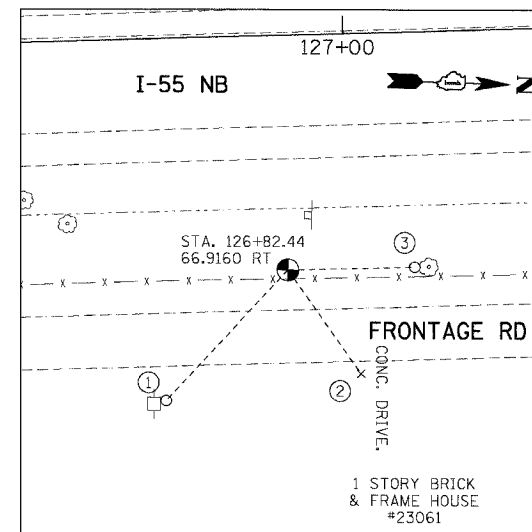 127+00
I-55 NB
N
STA. 126+82.44
66.9160 RT
3
FRONTAGE RD
CONC. DRIVE.
1
2
1 STORY BRICK
& FRAME HOUSE
#23061